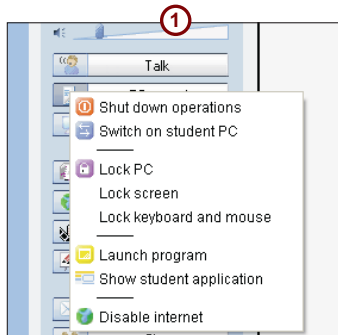 1
Talk
Shut down operations
Switch on student PC
Lock PC
Lock screen
Lock keyboard and mouse
Launch program
Show student application
Disable internet